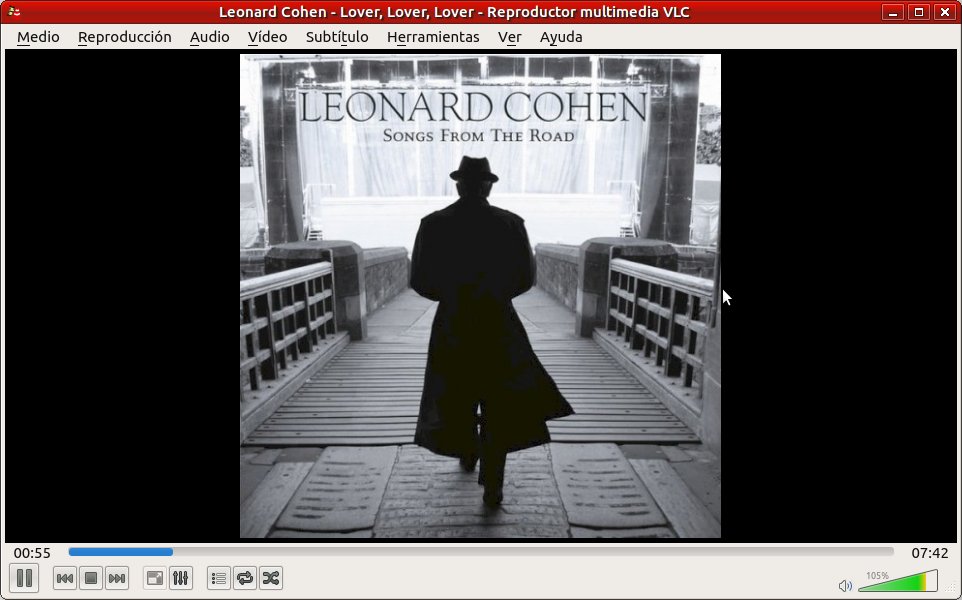 Leonard Cohen - Lover, Lover, Lover - Reproductor multimedia VLC
Medio Reproducción Audio Vídeo Subtítulo Herramientas Ver Ayuda
LEONARD COHEN
SONGS FROM THE ROAD
00:55 07:42
105%